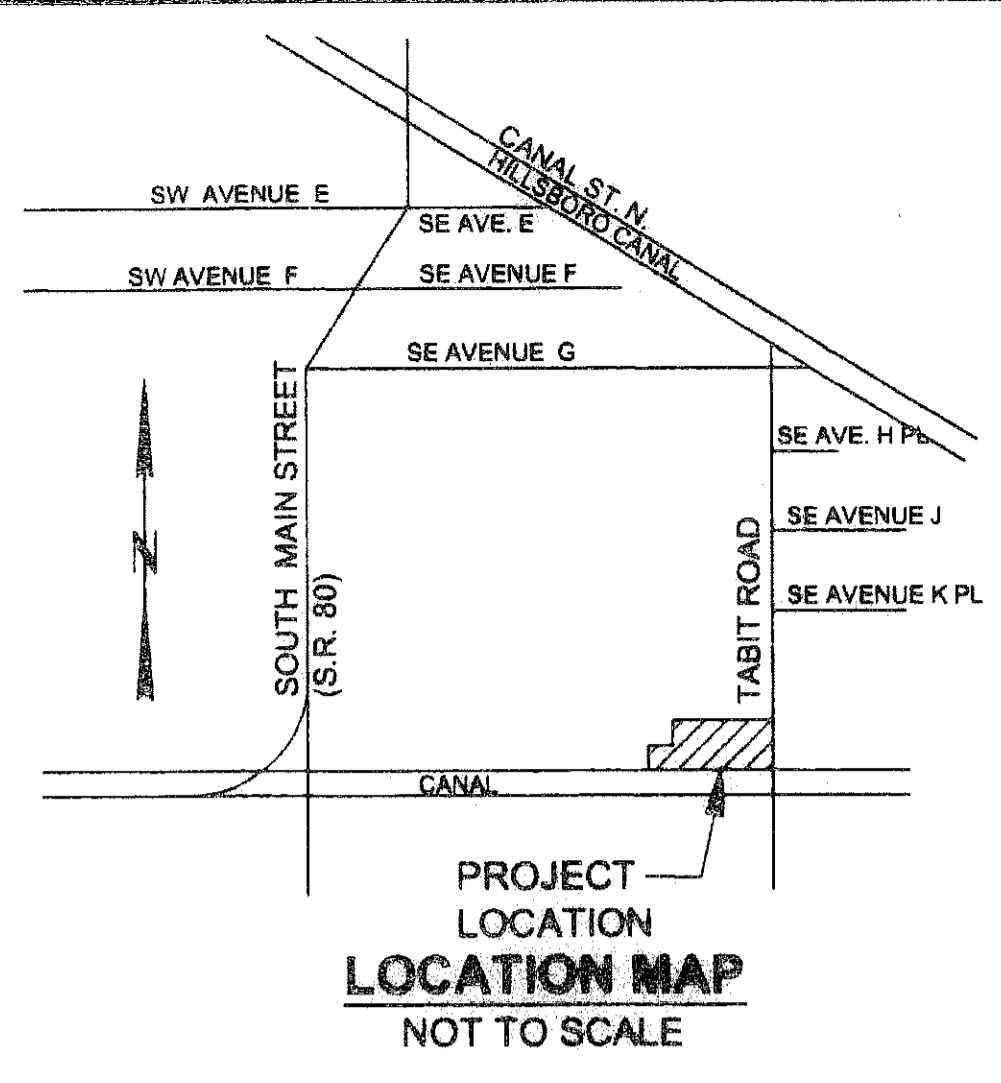 CANAL ST. N.
HILLSBORO CANAL
SW AVENUE E
SE AVE. E
SW AVENUE F
SE AVENUE F
SE AVENUE G
SOUTH MAIN STREET
(S.R. 80)
N
SE AVE. H PL
SE AVENUE J
SE AVENUE K PL
TABIT ROAD
CANAL
PROJECT
LOCATION
LOCATION MAP
NOT TO SCALE